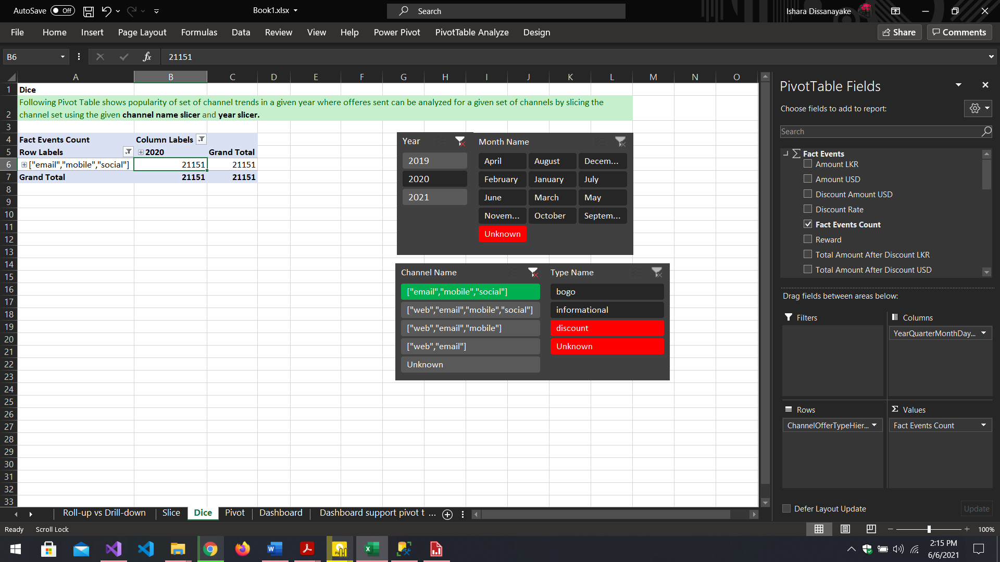 AutoSave Off Book1.xlsx Search Ishara Dissanayake
File Home Insert Page Layout Formulas Data Review View Help Power Pivot PivotTable Analyze Design Share Comments
B6 fx 21151
A B C D E F G H I J K L M N O
1 Dice
Following Pivot Table shows popularity of set of channel trends in a given year where offeres sent can be analyzed for a given set of channels by slicing the
2 channel set using the given channel name slicer and year slicer.
3
4 Fact Events Count Column Labels
5 Row Labels 2020 Grand Total
6 ["email","mobile","social"] 21151 21151
7 Grand Total 21151 21151
8
9
10
11
12
13
14
15
16
17
18
19
20
21
22
23
24
25
26
27
28
29
30
31
32
33
Year
2019
2020
2021
Month Name
April August Decem...
February January July
June March May
Novem... October Septem...
Unknown
Channel Name
["email","mobile","social"]
["web","email","mobile","social"]
["web","email","mobile"]
["web","email"]
Unknown
Type Name
bogo
informational
discount
Unknown
PivotTable Fields
Choose fields to add to report:
Search
Σ Fact Events
Amount LKR
Amount USD
Discount Amount USD
Discount Rate
Fact Events Count
Reward
Total Amount After Discount LKR
Total Amount After Discount USD
Drag fields between areas below:
Filters
Columns
YearQuarterMonthDay...
Rows
ChannelOfferTypeHier...
Σ Values
Fact Events Count
Defer Layout Update Update
Roll-up vs Drill-down Slice Dice Pivot Dashboard Dashboard support pivot t ...
Ready Scroll Lock 100%
2:15 PM
6/6/2021